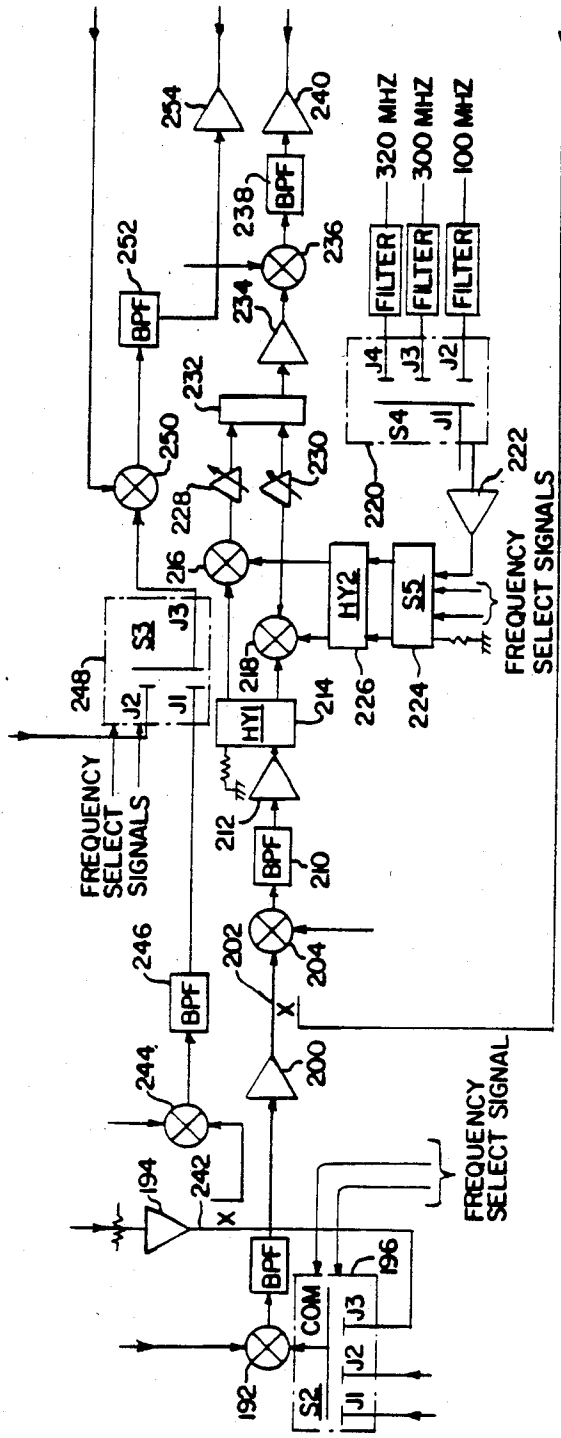 254
240
320 MHZ
300 MHZ
100 MHZ
FILTER
FILTER
FILTER
238
BPF
252
BPF
236
234
J4
J3
J2
S4
J1
220
222
250
232
228
230
216
218
HY2
226
S5
224
FREQUENCY
SELECT SIGNALS
248
S3
J3
J2
J1
FREQUENCY
SELECT
SIGNALS
HY1
214
212
BPF
210
246
BPF
202
X
204
244
200
194
242
X
BPF
FREQUENCY
SELECT SIGNAL
192
196
S2
COM
J1
J2
J3